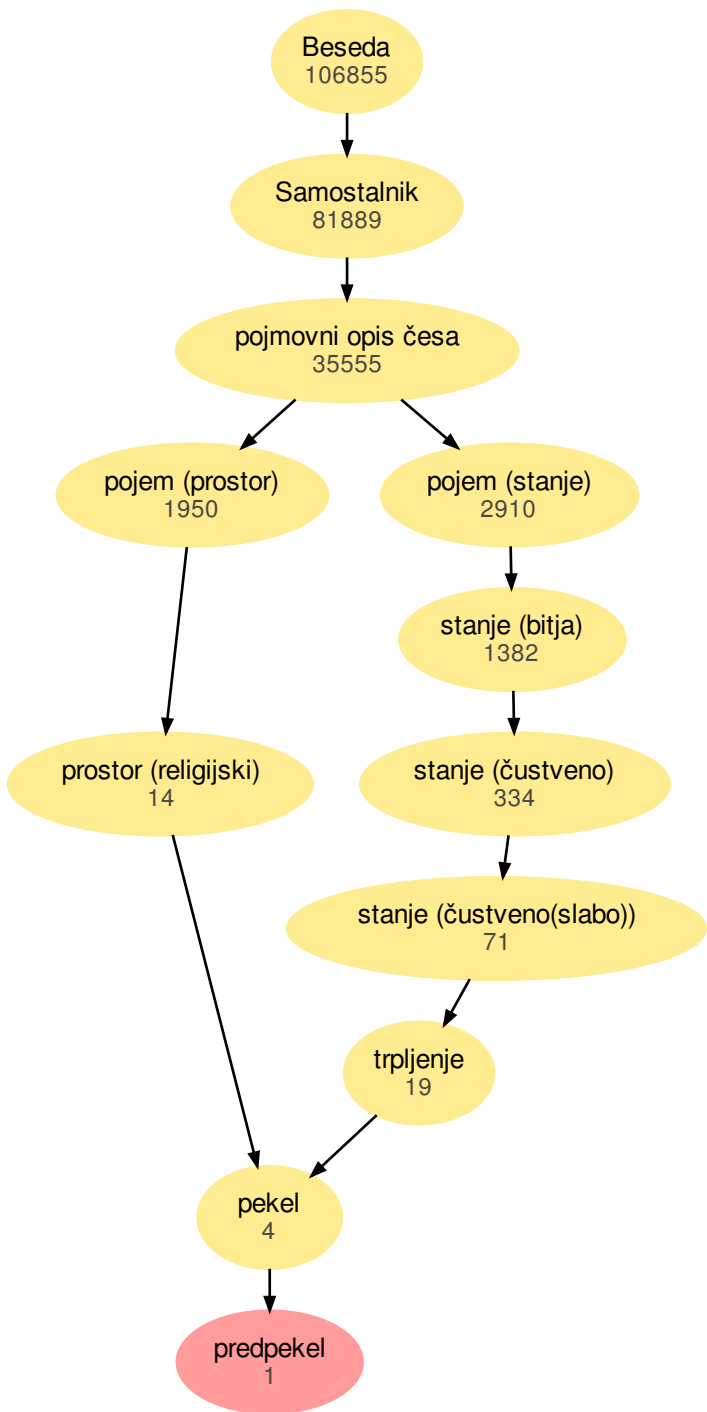 Beseda
106855
Samostalnik
81889
pojmovni opis česa
35555
pojem (prostor)
1950
pojem (stanje)
2910
stanje (bitja)
1382
prostor (religijski)
14
stanje (čustveno)
334
stanje (čustveno(slabo))
71
trpljenje
19
pekel
4
predpekel
1